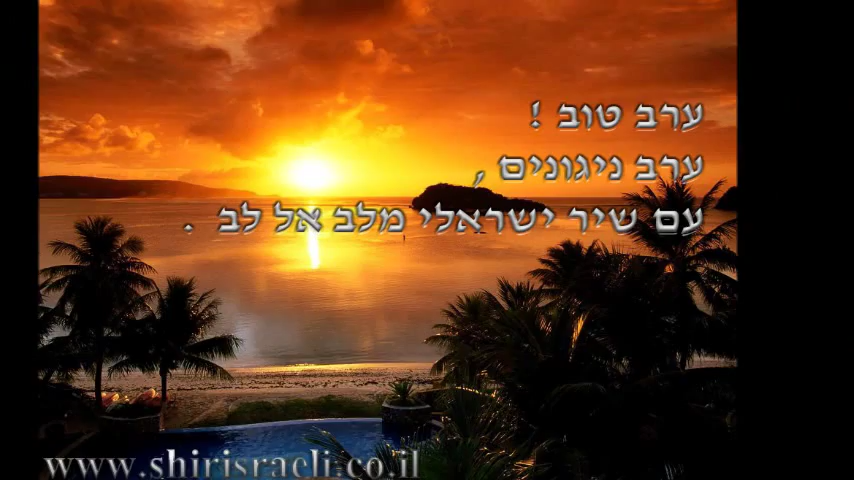 ערב טוב !
ערב ניגונים ,
עם שיר ישראלי מלב אל לב .
www.shirisraeli.co.il